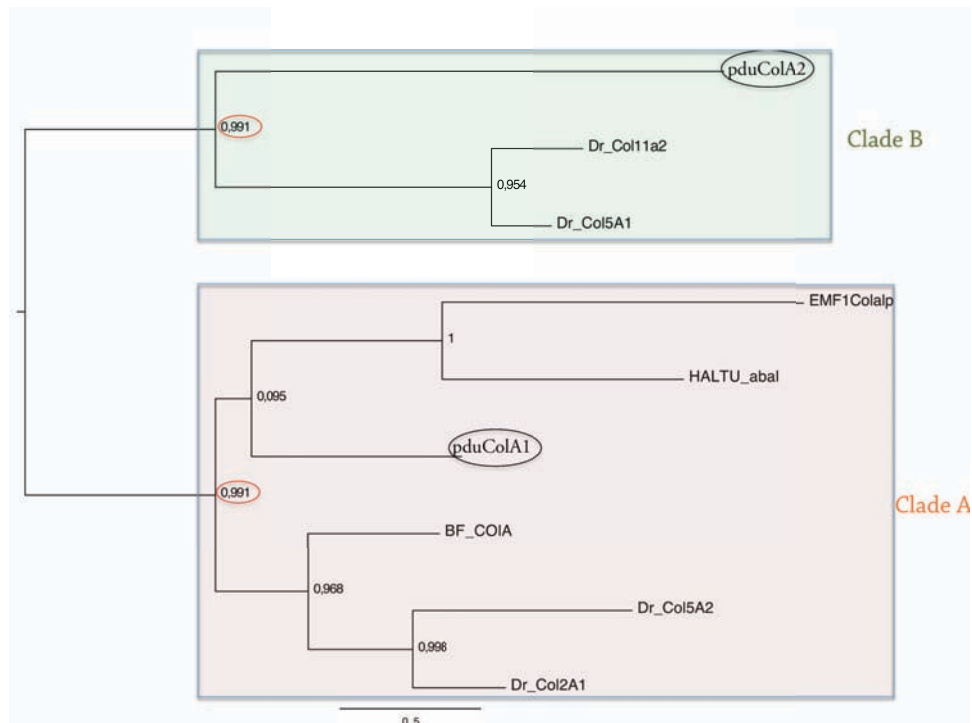 pduColA2
0,991
Clade B
Dr_Col11a2
0,954
Dr_Col5A1
EMF1Colalp
1
HALTU_abal
0,095
pduColA1
0,991
Clade A
BF_COlA
0,968
Dr_Col5A2
0,998
Dr_Col2A1
0.5